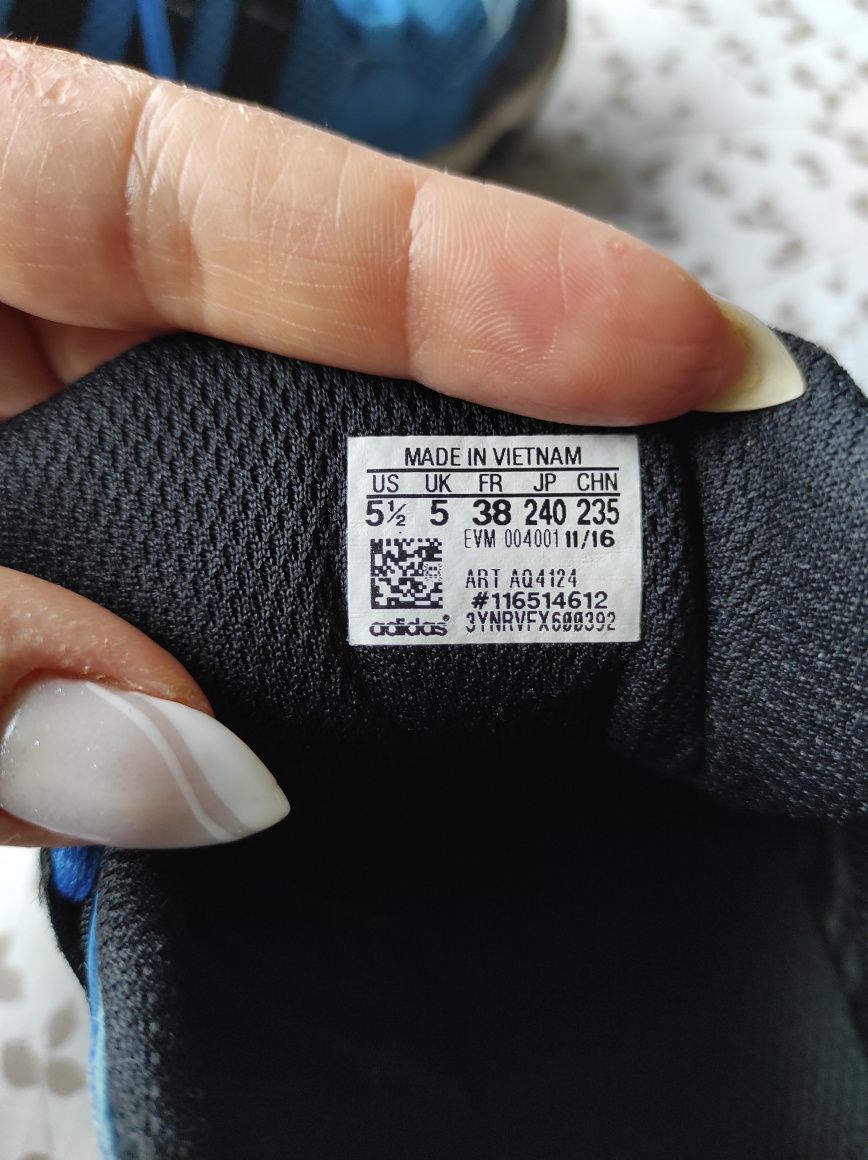 MADE IN VIETNAM
US UK FR JP CHN
5½ 5 38 240 235
EVM 004001 11/16
ART AQ4124
#116514612
adidas® 3YNRVFX600392